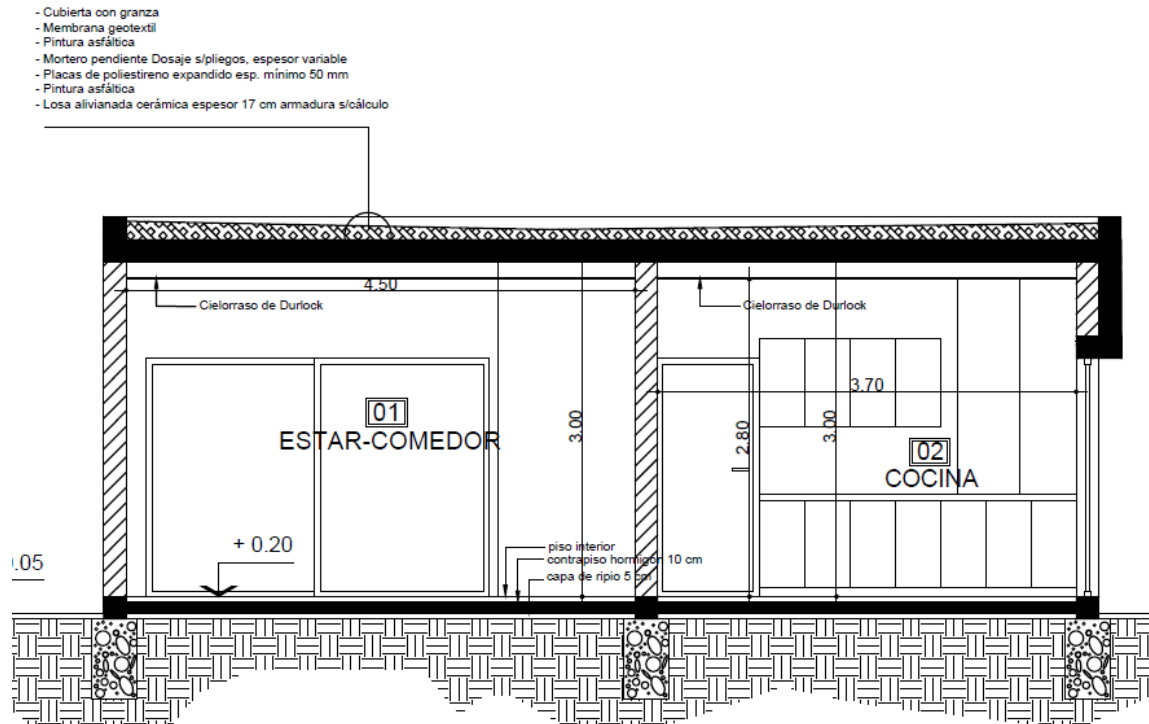 - Cubierta con granza
- Membrana geotextil
- Pintura asfáltica
- Mortero pendiente Dosaje s/pliegos, espesor variable
- Placas de poliestireno expandido esp. mínimo 50 mm
- Pintura asfáltica
- Losa alivianada cerámica espesor 17 cm armadura s/cálculo
4.50
Cielorraso de Durlock
Cielorraso de Durlock
3.70
01
ESTAR-COMEDOR
3.00
2.80
3.00
02
COCINA
+ 0.20
.05
piso interior
contrapiso hormigón 10 cm
capa de ripio 5 cm